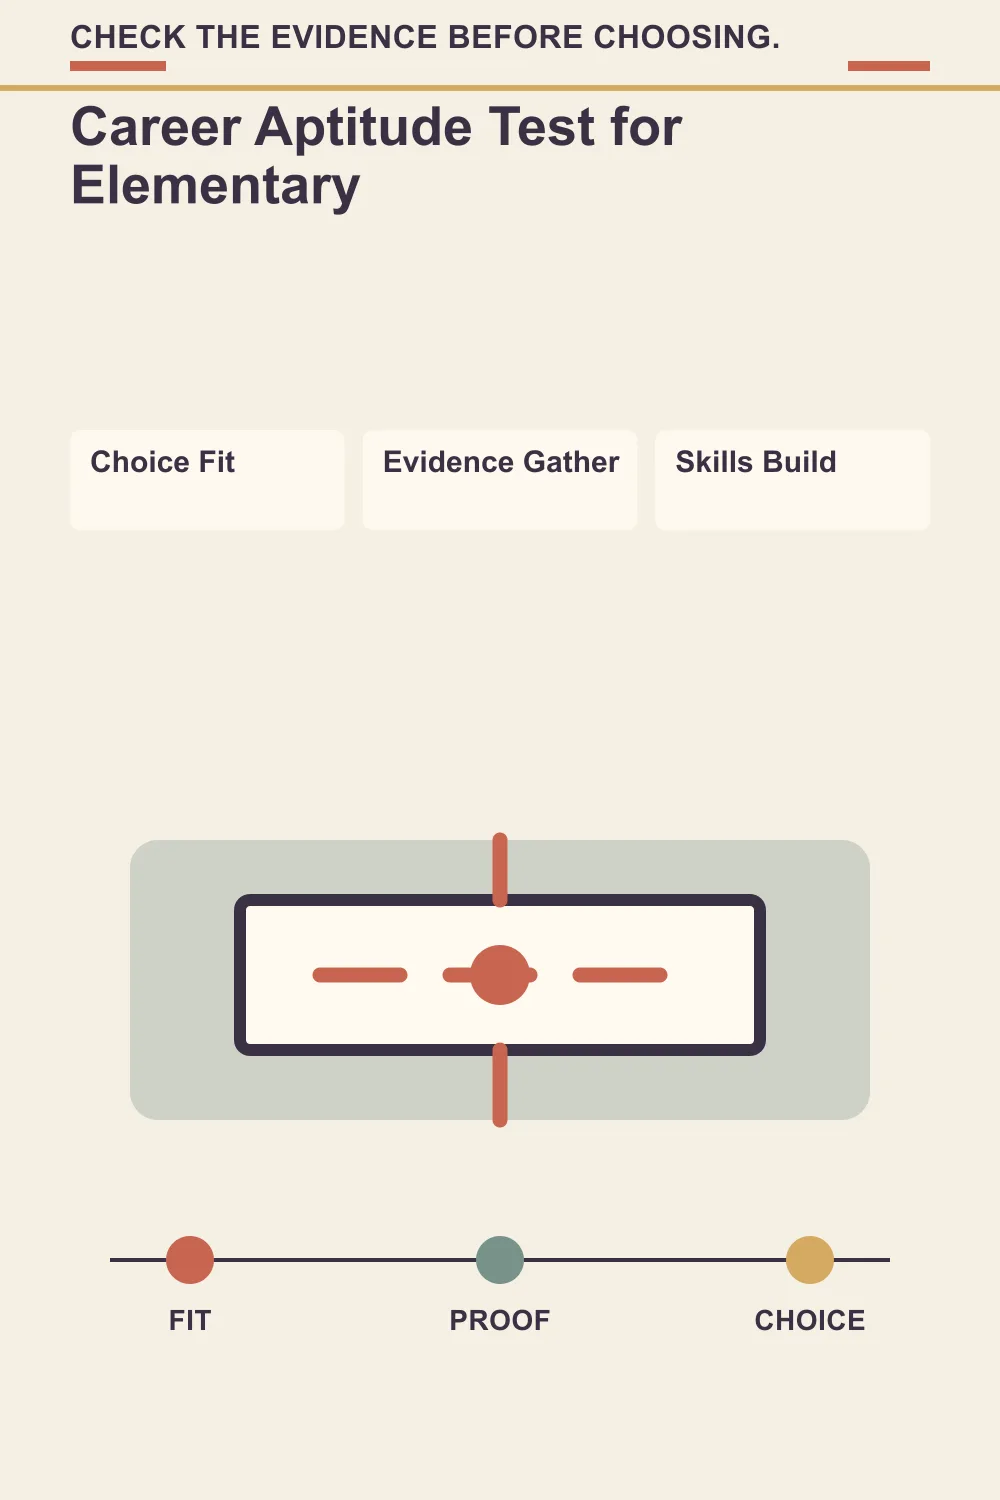 CHECK THE EVIDENCE BEFORE CHOOSING.
Career Aptitude Test for
Elementary
Choice Fit
Evidence Gather
Skills Build
FIT
PROOF
CHOICE